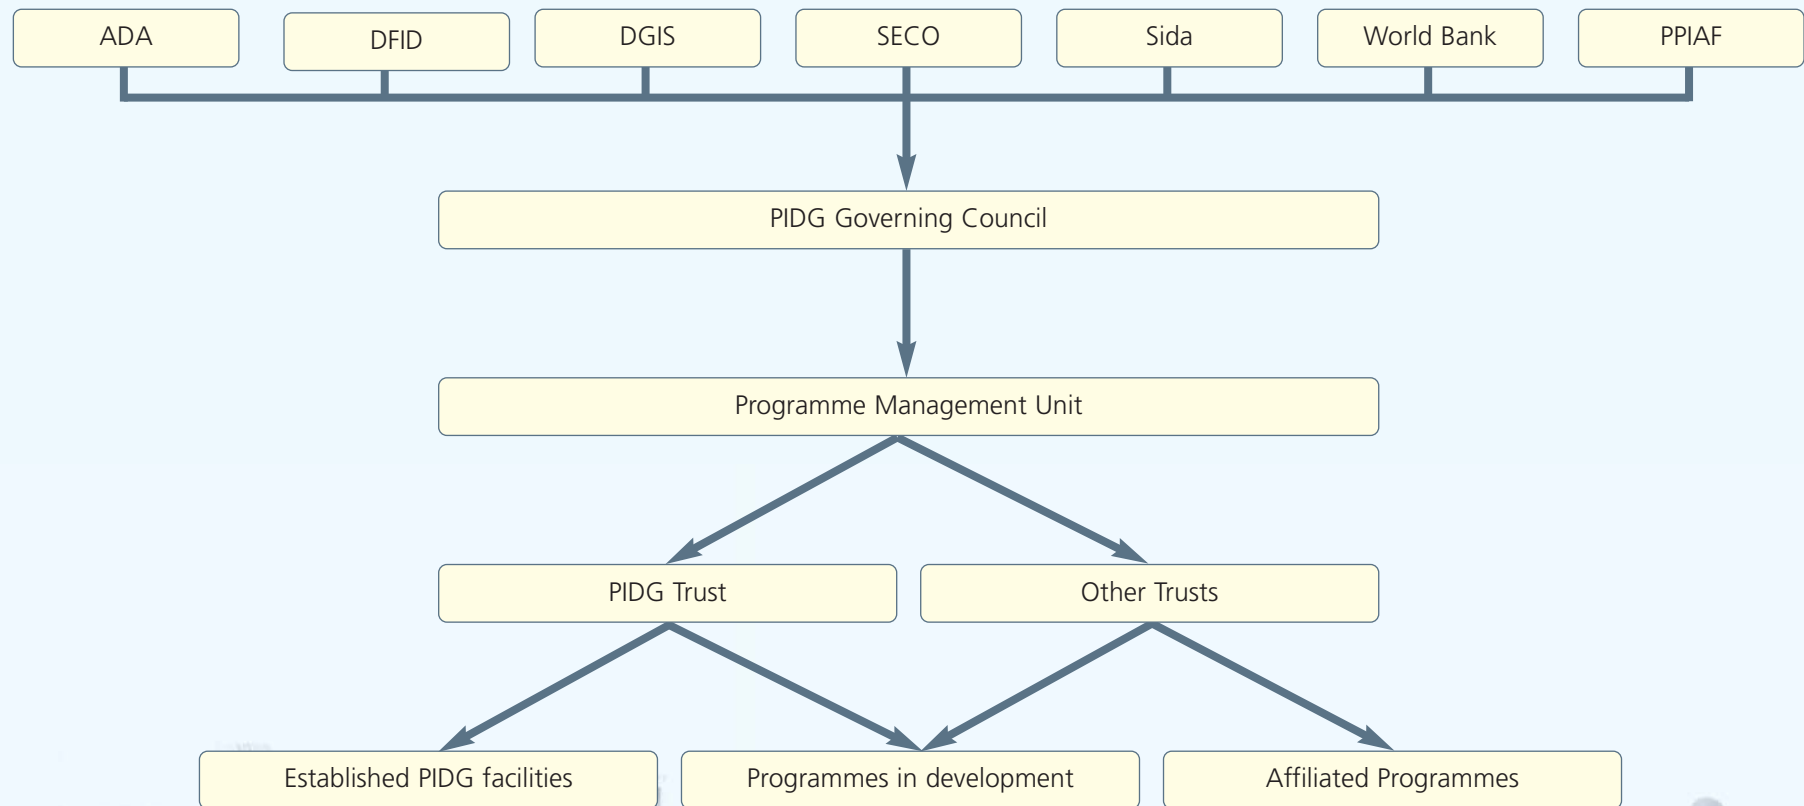 ADA
DFID
DGIS
SECO
Sida
World Bank
PPIAF
PIDG Governing Council
Programme Management Unit
PIDG Trust
Other Trusts
Established PIDG facilities
Programmes in development
Affiliated Programmes